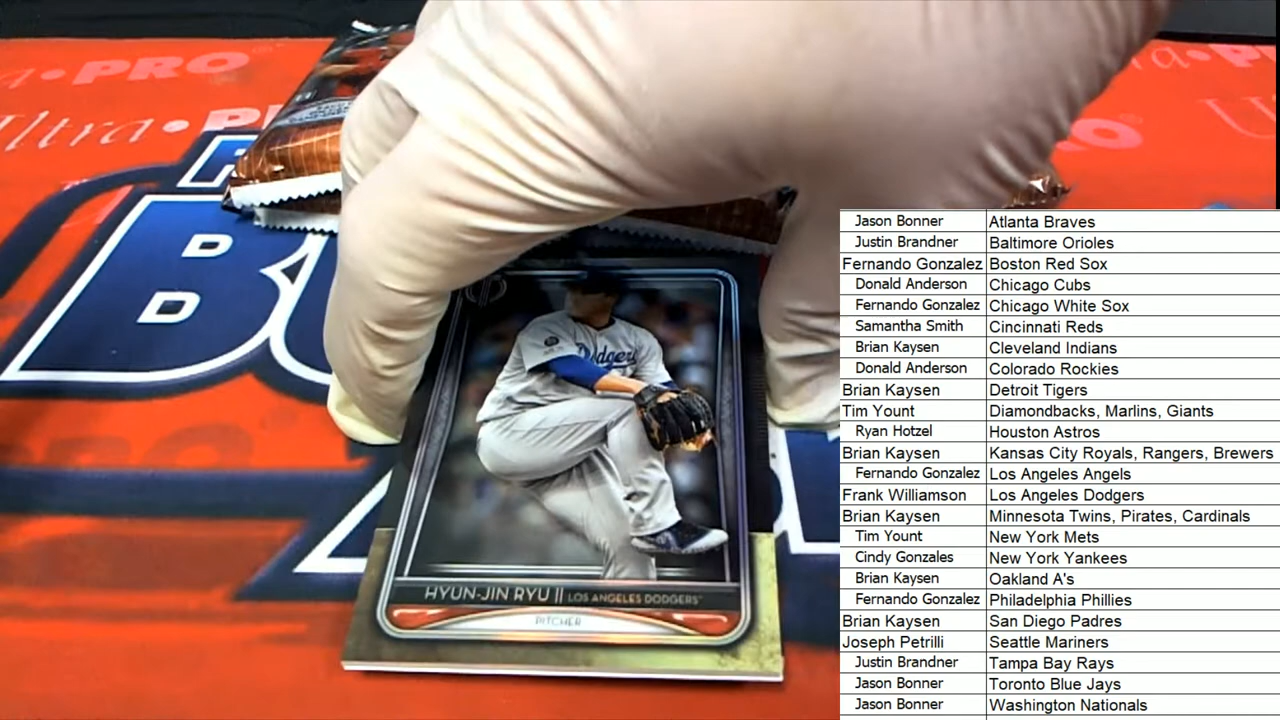 PRO
Ultra • P
Dodgers
HYUN-JIN RYU || LOS ANGELES DODGERS™
PITCHER
Jason Bonner Atlanta Braves
Justin Brandner Baltimore Orioles
Fernando Gonzalez Boston Red Sox
Donald Anderson Chicago Cubs
Fernando Gonzalez Chicago White Sox
Samantha Smith Cincinnati Reds
Brian Kaysen Cleveland Indians
Donald Anderson Colorado Rockies
Brian Kaysen Detroit Tigers
Tim Yount Diamondbacks, Marlins, Giants
Ryan Hotzel Houston Astros
Brian Kaysen Kansas City Royals, Rangers, Brewers
Fernando Gonzalez Los Angeles Angels
Frank Williamson Los Angeles Dodgers
Brian Kaysen Minnesota Twins, Pirates, Cardinals
Tim Yount New York Mets
Cindy Gonzales New York Yankees
Brian Kaysen Oakland A's
Fernando Gonzalez Philadelphia Phillies
Brian Kaysen San Diego Padres
Joseph Petrilli Seattle Mariners
Justin Brandner Tampa Bay Rays
Jason Bonner Toronto Blue Jays
Jason Bonner Washington Nationals